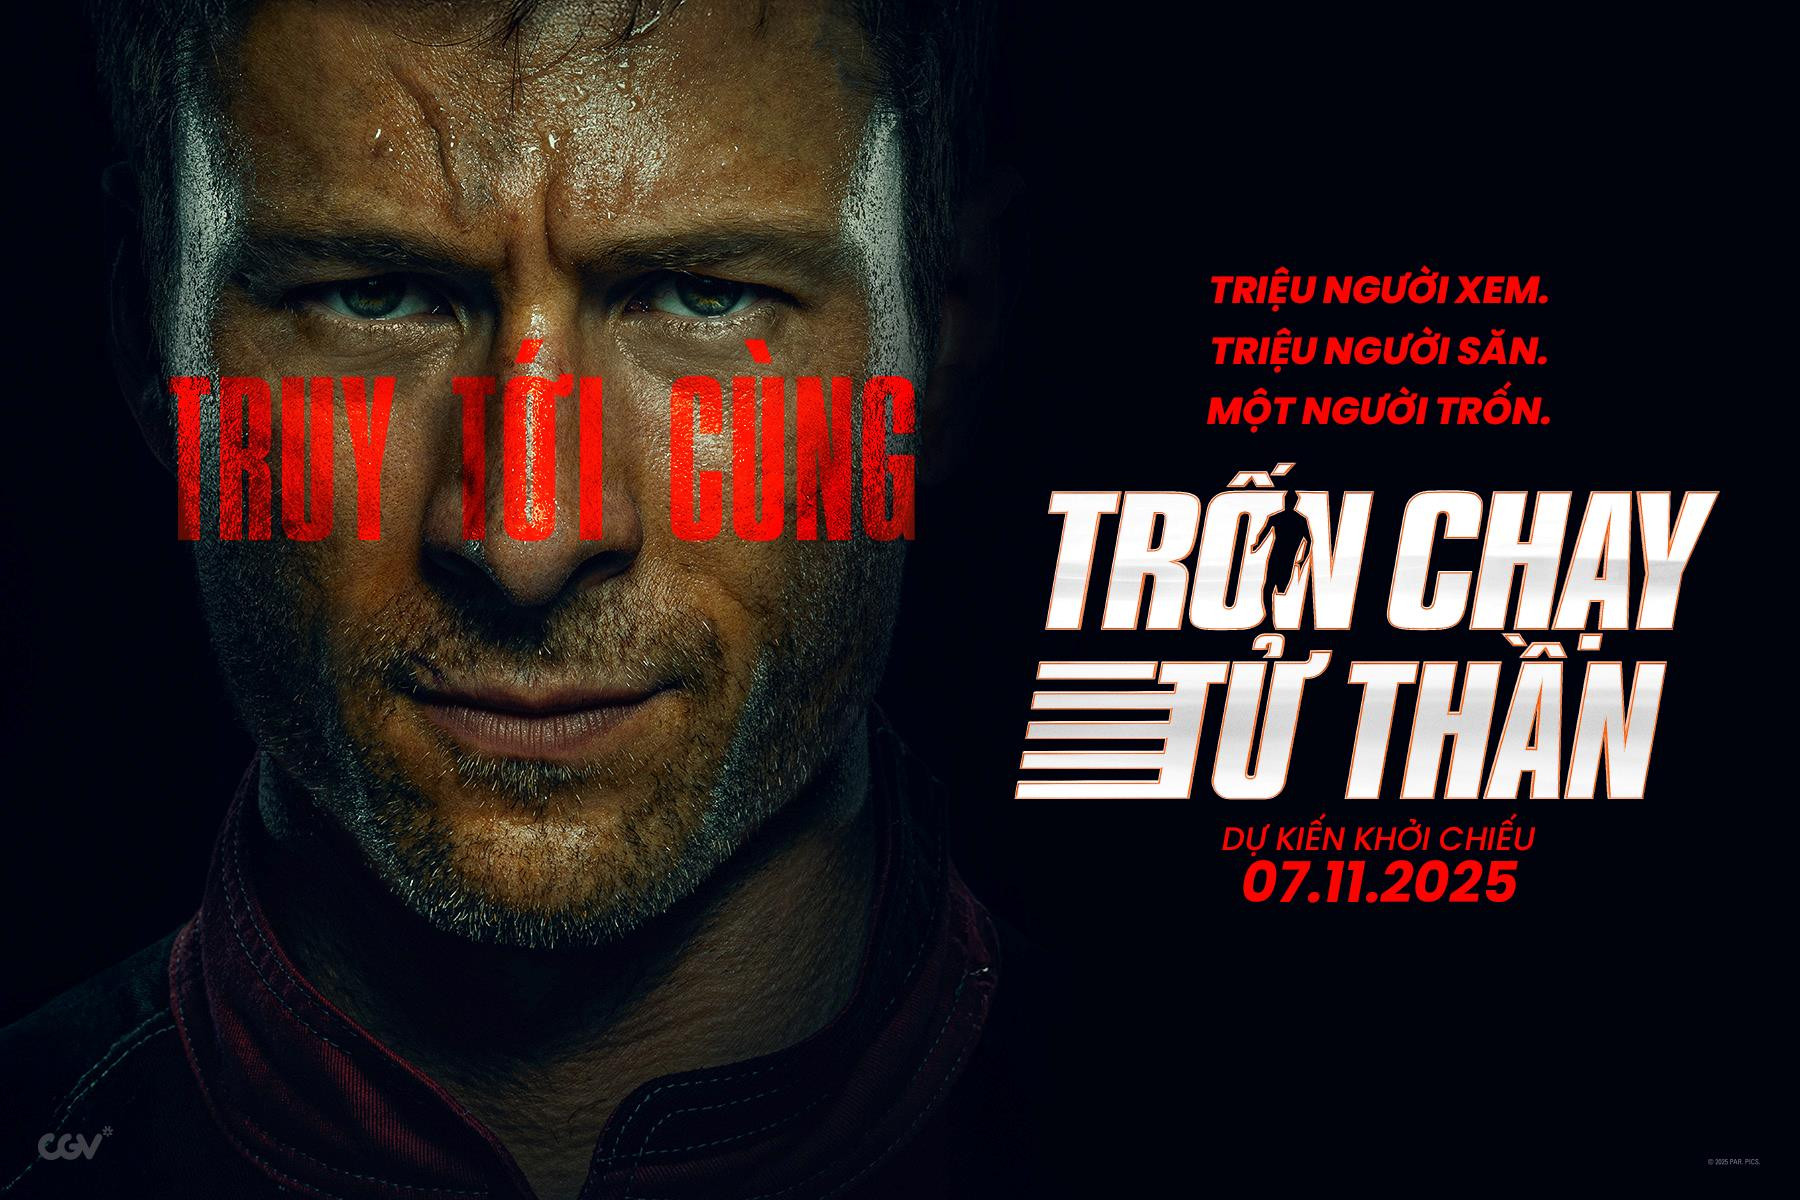 TRUY TỚI CÙNG
TRIỆU NGƯỜI XEM.
TRIỆU NGƯỜI SĂN.
MỘT NGƯỜI TRỐN.
TRỐN CHẠY
TỬ THẦN
DỰ KIẾN KHỞI CHIẾU
07.11.2025
CGV*
© 2025 PAR. PICS.